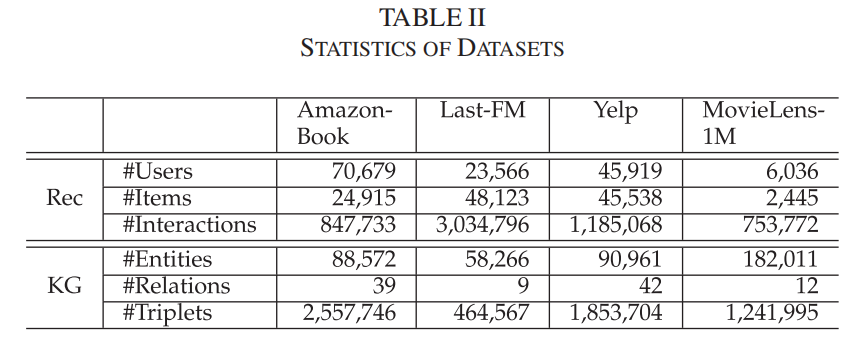 TABLE II
STATISTICS OF DATASETS
Amazon- Last-FM Yelp MovieLens-
Book 1M
#Users 70,679 23,566 45,919 6,036
Rec #Items 24,915 48,123 45,538 2,445
#Interactions 847,733 3,034,796 1,185,068 753,772
#Entities 88,572 58,266 90,961 182,011
KG #Relations 39 9 42 12
#Triplets 2,557,746 464,567 1,853,704 1,241,995